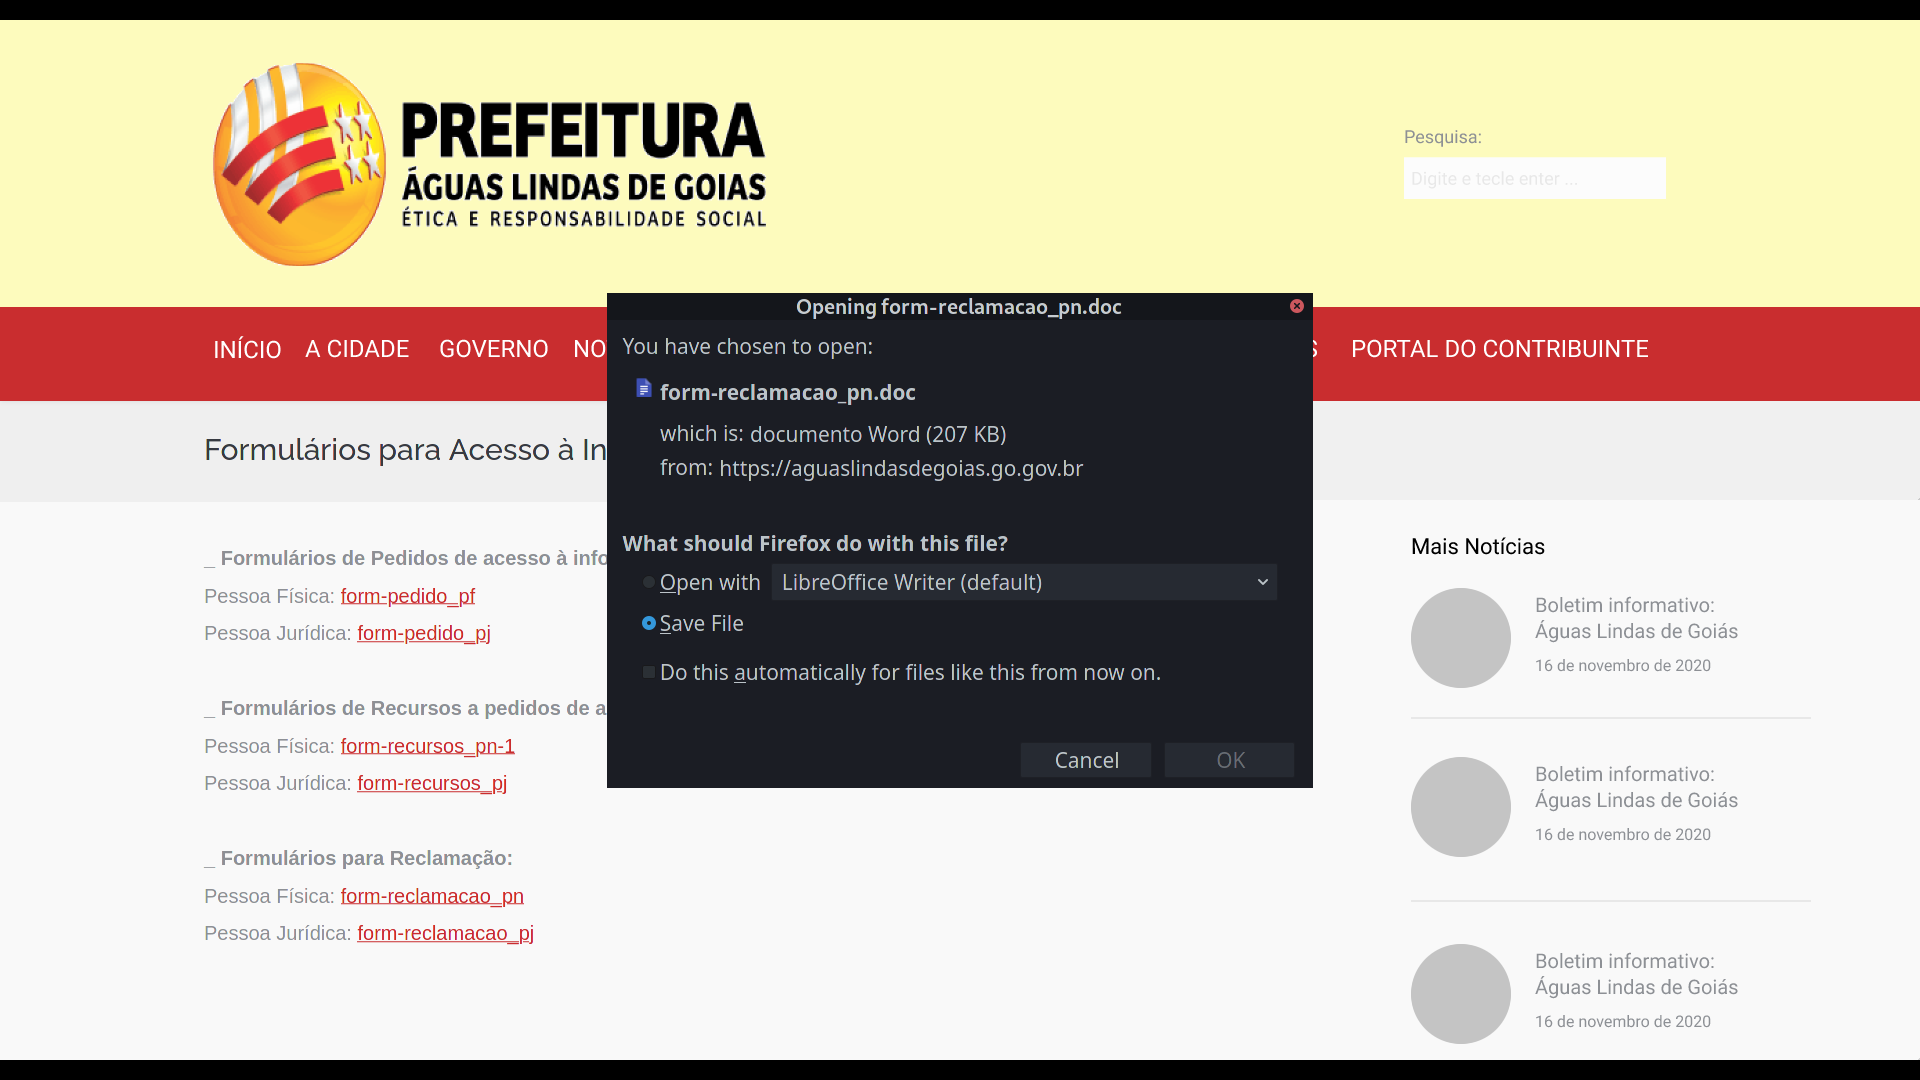 PREFEITURA
ÁGUAS LINDAS DE GOIAS
ÉTICA E RESPONSABILIDADE SOCIAL
Pesquisa:
Digite e tecle enter ...
INÍCIO A CIDADE GOVERNO NO
S PORTAL DO CONTRIBUINTE
Formulários para Acesso à In
Opening form-reclamacao_pn.doc
You have chosen to open:
form-reclamacao_pn.doc
which is: documento Word (207 KB)
from: https://aguaslindasdegoias.go.gov.br
What should Firefox do with this file?
Open with LibreOffice Writer (default)
Save File
Do this automatically for files like this from now on.
Cancel OK
_ Formulários de Pedidos de acesso à info
Pessoa Física: form-pedido_pf
Pessoa Jurídica: form-pedido_pj
_ Formulários de Recursos a pedidos de a
Pessoa Física: form-recursos_pn-1
Pessoa Jurídica: form-recursos_pj
_ Formulários para Reclamação:
Pessoa Física: form-reclamacao_pn
Pessoa Jurídica: form-reclamacao_pj
Mais Notícias
Boletim informativo:
Águas Lindas de Goiás
16 de novembro de 2020
Boletim informativo:
Águas Lindas de Goiás
16 de novembro de 2020
Boletim informativo:
Águas Lindas de Goiás
16 de novembro de 2020